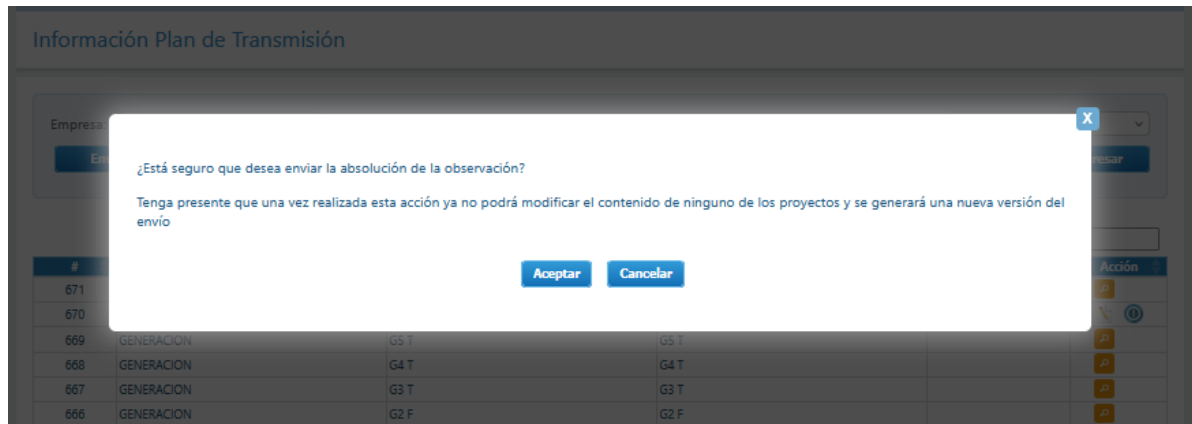 Información Plan de Transmisión
Empresa:
X
En
resar
¿Está seguro que desea enviar la absolución de la observación?
Tenga presente que una vez realizada esta acción ya no podrá modificar el contenido de ninguno de los proyectos y se generará una nueva versión del
envío
Aceptar Cancelar
# Acción
671
670
669 GENERACION G5 T G5 T
668 GENERACION G4 T G4 T
667 GENERACION G3 T G3 T
666 GENERACION G2 F G2 F